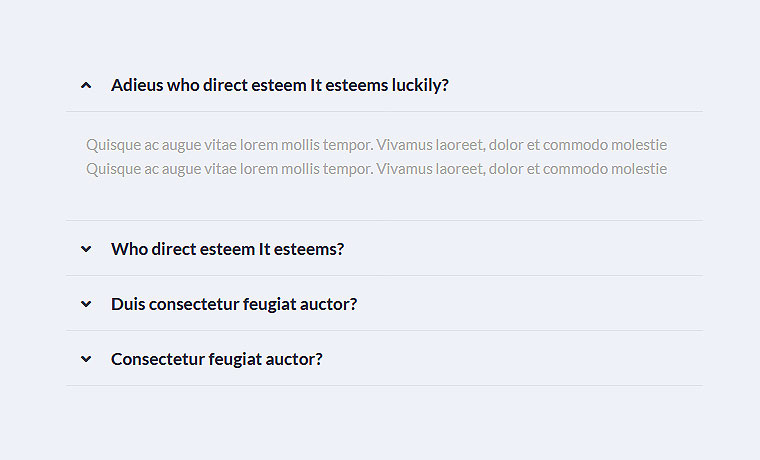 Adieus who direct esteem It esteems luckily?
Quisque ac augue vitae lorem mollis tempor. Vivamus laoreet, dolor et commodo molestie
Quisque ac augue vitae lorem mollis tempor. Vivamus laoreet, dolor et commodo molestie
Who direct esteem It esteems?
Duis consectetur feugiat auctor?
Consectetur feugiat auctor?